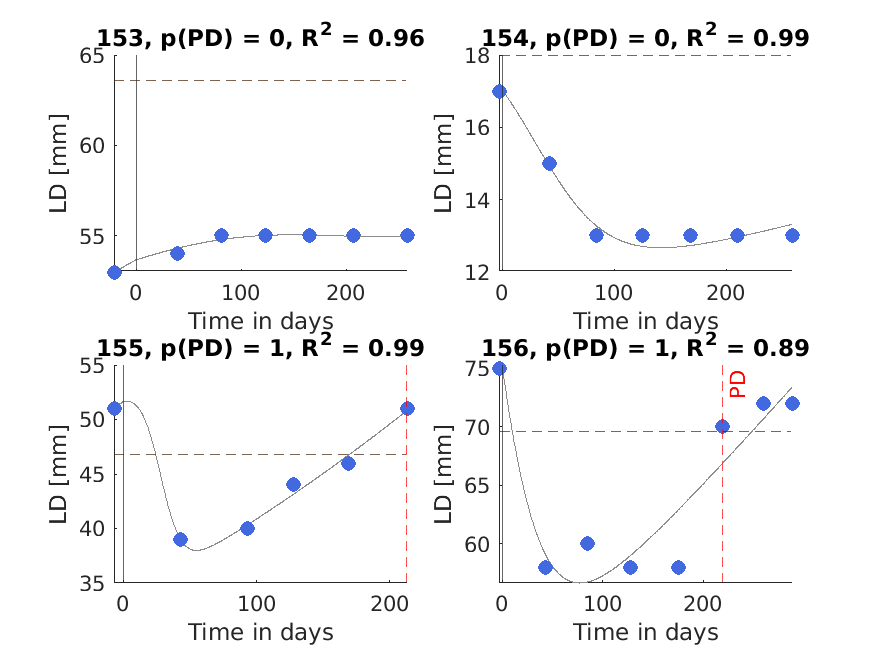 153, p(PD) = 0, R² = 0.96
65
60
55
LD [mm]
0
100
200
Time in days
154, p(PD) = 0, R² = 0.99
18
16
14
12
LD [mm]
0
100
200
Time in days
155, p(PD) = 1, R² = 0.99
55
50
45
40
35
LD [mm]
0
100
200
Time in days
156, p(PD) = 1, R² = 0.89
75
70
65
60
LD [mm]
PD
0
100
200
Time in days